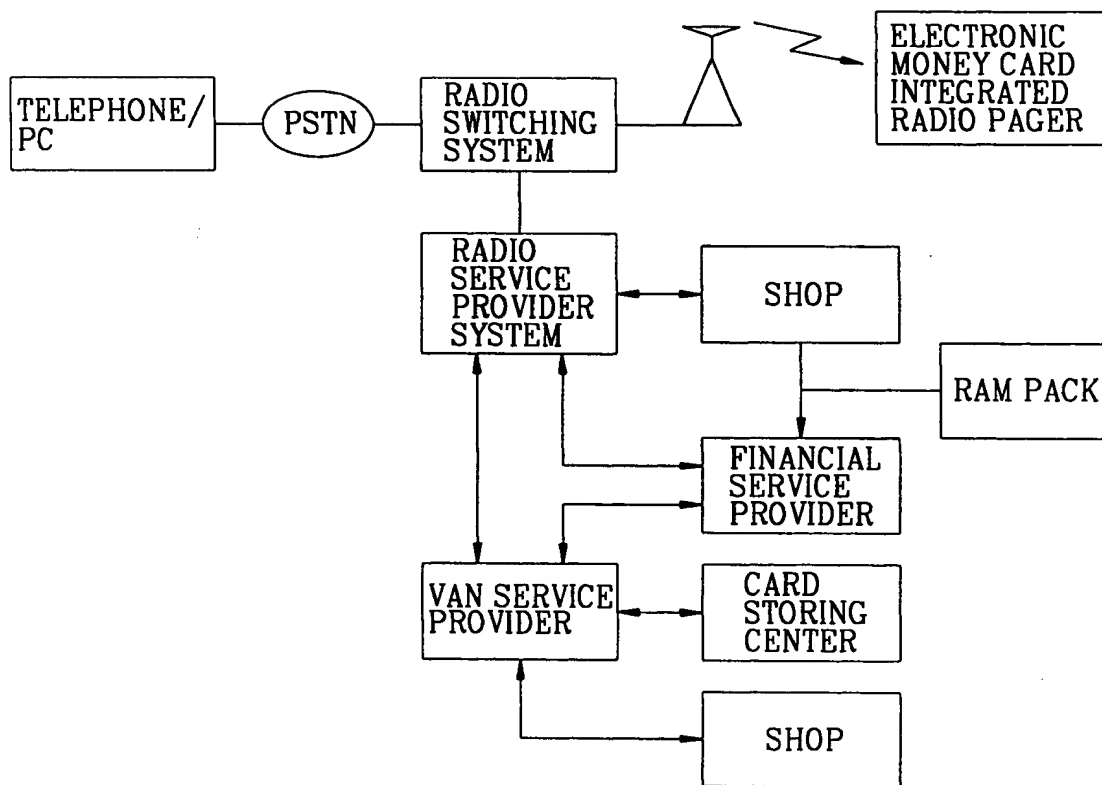 TELEPHONE/
PC
PSTN
RADIO
SWITCHING
SYSTEM
ELECTRONIC
MONEY CARD
INTEGRATED
RADIO PAGER
RADIO
SERVICE
PROVIDER
SYSTEM
SHOP
RAM PACK
FINANCIAL
SERVICE
PROVIDER
VAN SERVICE
PROVIDER
CARD
STORING
CENTER
SHOP